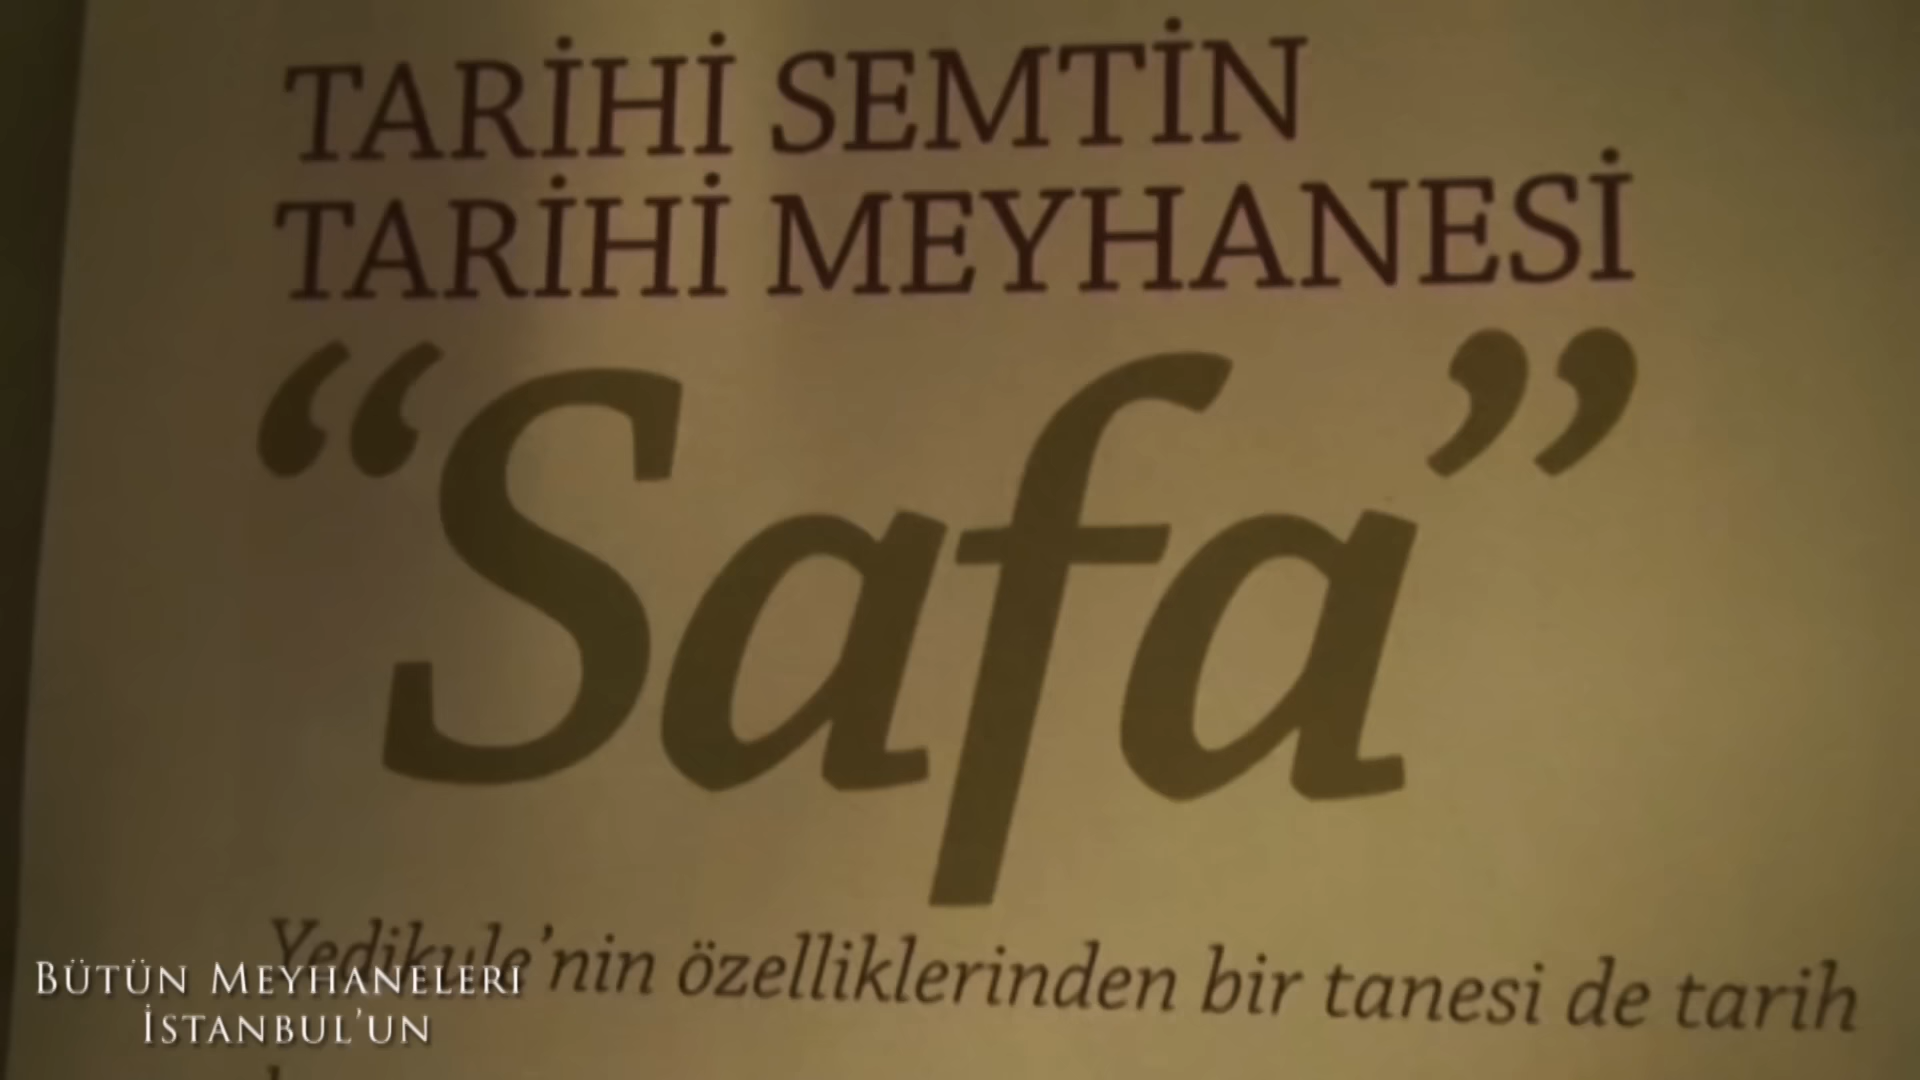 TARİHİ SEMTİN
TARİHİ MEYHANESİ
“Safa”
Yedikule’nin özelliklerinden bir tanesi de tarih
BÜTÜN MEYHANELERI
İSTANBUL’UN